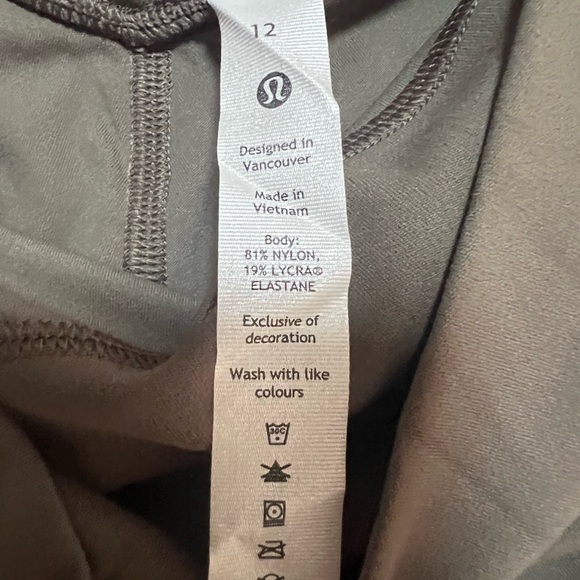 12
Designed in
Vancouver
Made in
Vietnam
Body:
81% NYLON,
19% LYCRA®
ELASTANE
Exclusive of
decoration
Wash with like
colours
30C